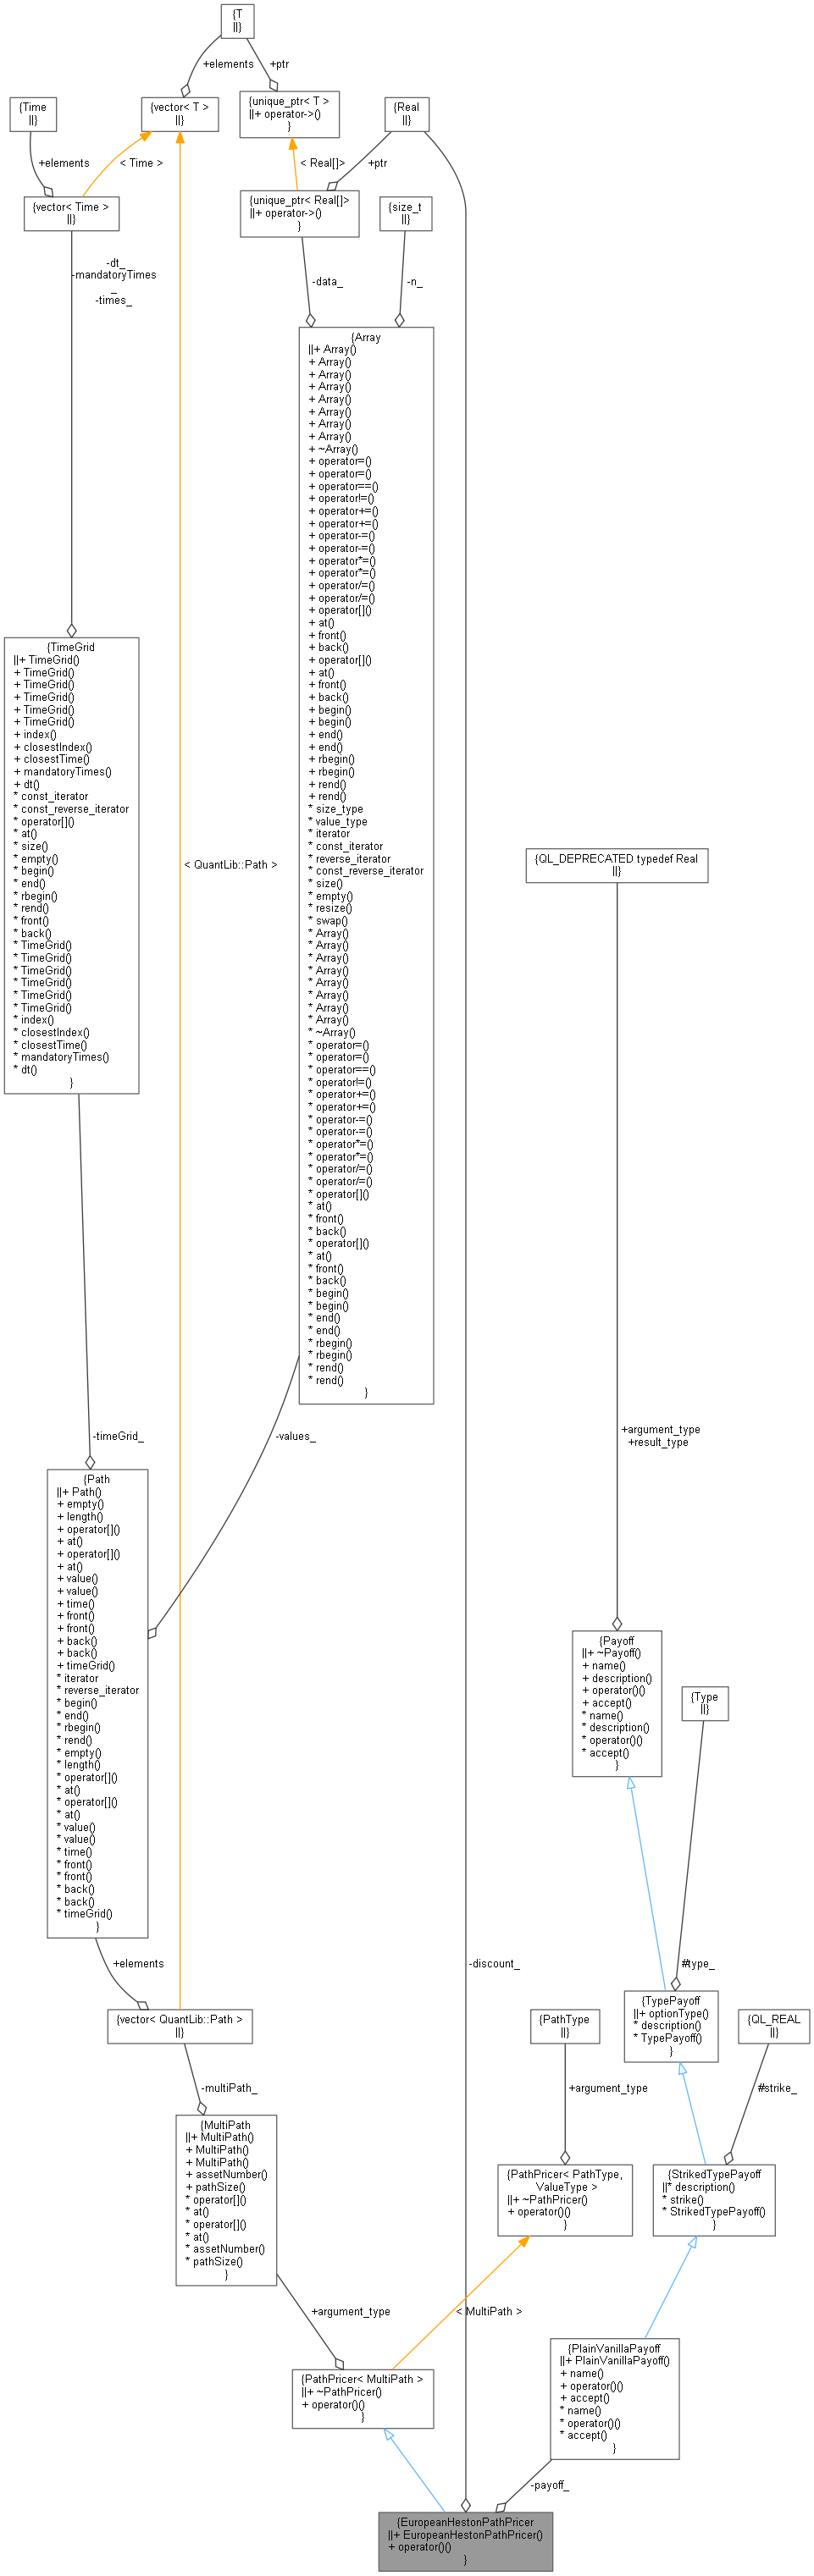 {T
||}
+elements
+ptr
{Time
||}
{vector< T >
||}
{unique_ptr< T >
||+ operator->()
}
{Real
||}
+elements
< Time >
< Real[]>
+ptr
{vector< Time >
||}
{unique_ptr< Real[]>
||+ operator->()
}
{size_t
||}
-dt_
-mandatoryTimes
_
-times_
-data_
-n_
{Array
||+ Array()
+ Array()
+ Array()
+ Array()
+ Array()
+ Array()
+ Array()
+ Array()
+ ~Array()
+ operator=()
+ operator=()
+ operator==()
+ operator!=()
+ operator+=()
+ operator+=()
+ operator-=()
+ operator-=()
+ operator*=()
+ operator*=()
+ operator/=()
+ operator/=()
+ operator[]()
+ at()
+ front()
+ back()
+ operator[]()
+ at()
+ front()
+ back()
+ begin()
+ begin()
+ end()
+ end()
+ rbegin()
+ rbegin()
+ rend()
+ rend()
* size_type
* value_type
* iterator
* const_iterator
* reverse_iterator
* const_reverse_iterator
* size()
* empty()
* resize()
* swap()
* Array()
* Array()
* Array()
* Array()
* Array()
* Array()
* Array()
* Array()
* ~Array()
* operator=()
* operator=()
* operator==()
* operator!=()
* operator+=()
* operator+=()
* operator-=()
* operator-=()
* operator*=()
* operator*=()
* operator/=()
* operator/=()
* operator[]()
* at()
* front()
* back()
* operator[]()
* at()
* front()
* back()
* begin()
* begin()
* end()
* end()
* rbegin()
* rbegin()
* rend()
* rend()
}
{TimeGrid
||+ TimeGrid()
+ TimeGrid()
+ TimeGrid()
+ TimeGrid()
+ TimeGrid()
+ TimeGrid()
+ index()
+ closestIndex()
+ closestTime()
+ mandatoryTimes()
+ dt()
* const_iterator
* const_reverse_iterator
* operator[]()
* at()
* size()
* empty()
* begin()
* end()
* rbegin()
* rend()
* front()
* back()
* TimeGrid()
* TimeGrid()
* TimeGrid()
* TimeGrid()
* TimeGrid()
* TimeGrid()
* index()
* closestIndex()
* closestTime()
* mandatoryTimes()
* dt()
}
< QuantLib::Path >
{QL_DEPRECATED typedef Real
||}
-timeGrid_
-values_
+argument_type
+result_type
{Path
||+ Path()
+ empty()
+ length()
+ operator[]()
+ at()
+ operator[]()
+ at()
+ value()
+ value()
+ time()
+ front()
+ front()
+ back()
+ back()
+ timeGrid()
* iterator
* reverse_iterator
* begin()
* end()
* rbegin()
* rend()
* empty()
* length()
* operator[]()
* at()
* operator[]()
* at()
* value()
* value()
* time()
* front()
* front()
* back()
* back()
* timeGrid()
}
{Payoff
||+ ~Payoff()
+ name()
+ description()
+ operator()()
+ accept()
* name()
* description()
* operator()()
* accept()
}
{Type
||}
+elements
-discount_
#type_
{vector< QuantLib::Path >
||}
{PathType
||}
{TypePayoff
||+ optionType()
* description()
* TypePayoff()
}
{QL_REAL
||}
-multiPath_
+argument_type
#strike_
{MultiPath
||+ MultiPath()
+ MultiPath()
+ MultiPath()
+ assetNumber()
+ pathSize()
* operator[]()
* at()
* operator[]()
* at()
* assetNumber()
* pathSize()
}
{PathPricer< PathType,
ValueType >
||+ ~PathPricer()
+ operator()()
}
{StrikedTypePayoff
||* description()
* strike()
* StrikedTypePayoff()
}
+argument_type
< MultiPath >
{PathPricer< MultiPath >
||+ ~PathPricer()
+ operator()()
}
{PlainVanillaPayoff
||+ PlainVanillaPayoff()
+ name()
+ operator()()
+ accept()
* name()
* operator()()
* accept()
}
-payoff_
{EuropeanHestonPathPricer
||+ EuropeanHestonPathPricer()
+ operator()()
}